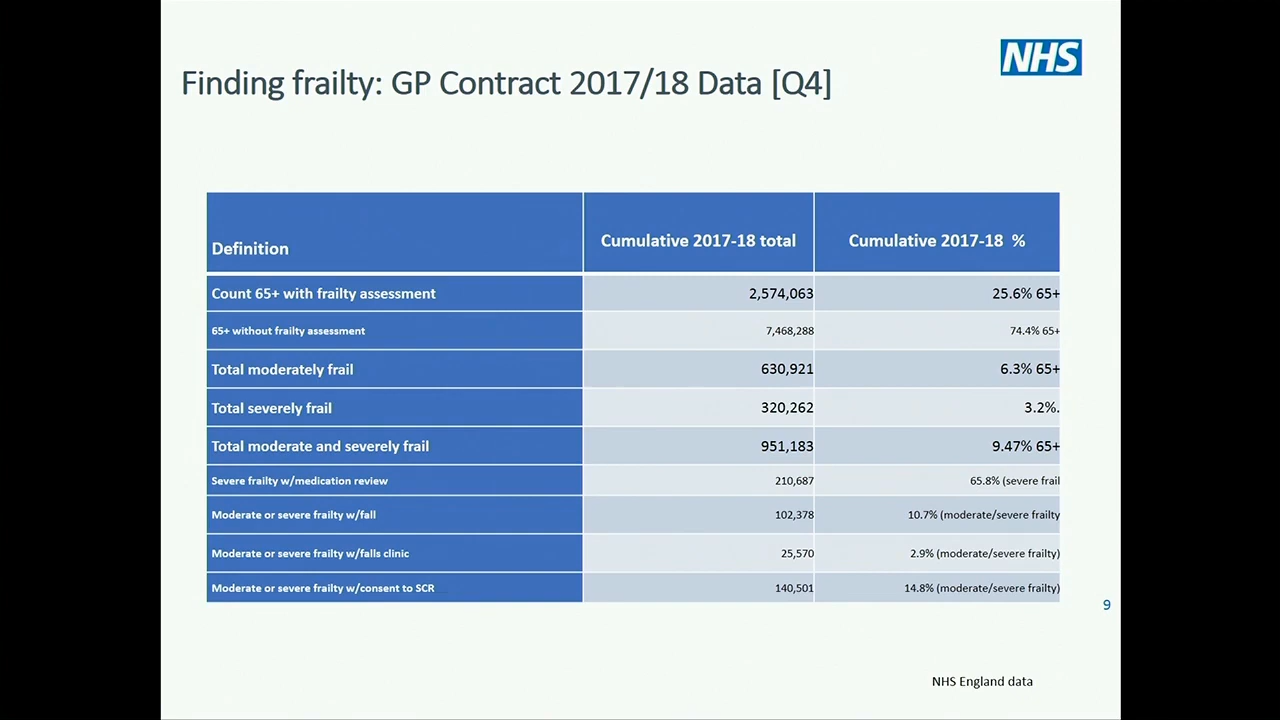 NHS
Finding frailty: GP Contract 2017/18 Data [Q4]
Definition Cumulative 2017-18 total Cumulative 2017-18 %
Count 65+ with frailty assessment 2,574,063 25.6% 65+
65+ without frailty assessment 7,468,288 74.4% 65+
Total moderately frail 630,921 6.3% 65+
Total severely frail 320,262 3.2%.
Total moderate and severely frail 951,183 9.47% 65+
Severe frailty w/medication review 210,687 65.8% (severe frail
Moderate or severe frailty w/fall 102,378 10.7% (moderate/severe frailty
Moderate or severe frailty w/falls clinic 25,570 2.9% (moderate/severe frailty)
Moderate or severe frailty w/consent to SCR 140,501 14.8% (moderate/severe frailty)
9
NHS England data